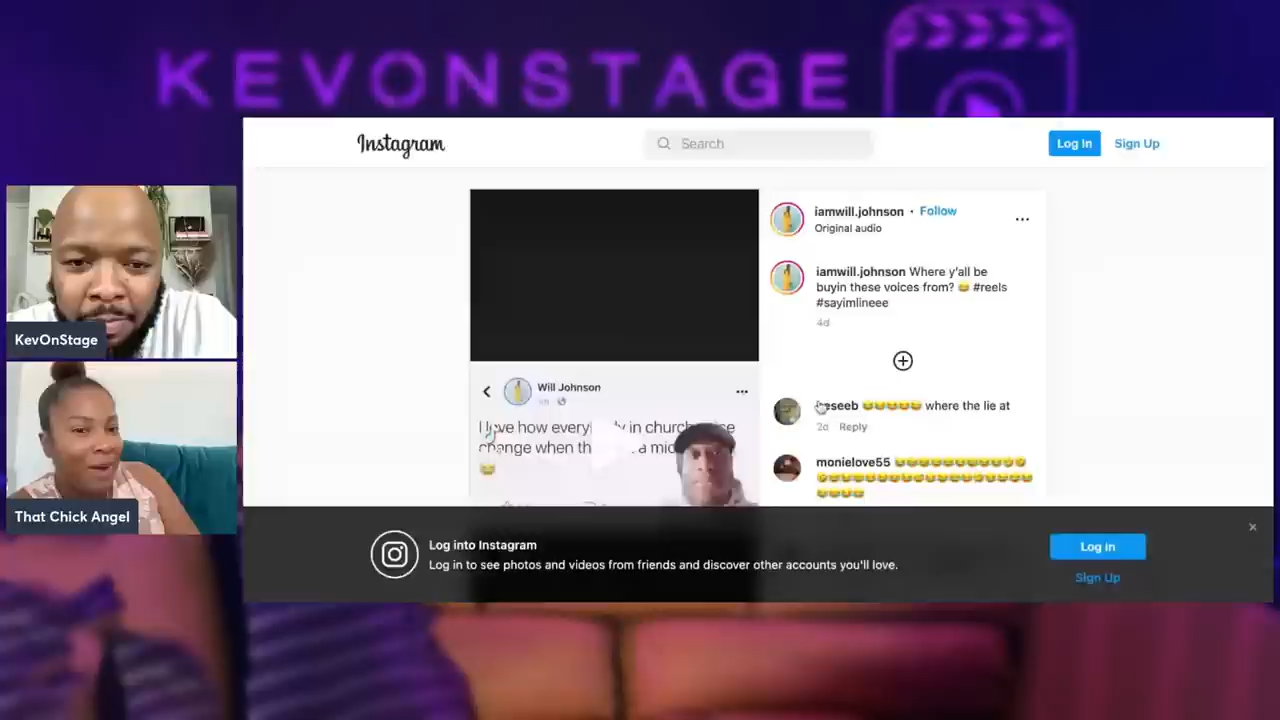 KEVONSTAGE
Instagram
Search
Log In
Sign Up
KevOnStage
That Chick Angel
Will Johnson
I love how every in church
change when th a mic
iamwill.johnson • Follow
Original audio
...
iamwill.johnson Where y'all be
buyin these voices from? 😂 #reels
#sayimlineee
4d
eseeb 😂😂😂😂😂 where the lie at
2d Reply
monielove55 
Log into Instagram
Log in to see photos and videos from friends and discover other accounts you'll love.
Log in
Sign Up